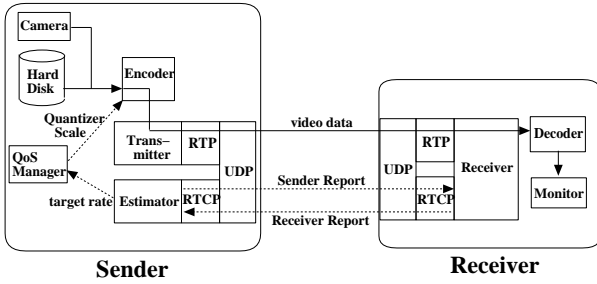 Camera
Hard
Disk
Encoder
Quantizer
Scale
QoS
Manager
target rate
Trans-
mitter
RTP
UDP
Estimator
RTCP
video data
Sender Report
Receiver Report
UDP
RTP
RTCP
Receiver
Decoder
Monitor
Sender
Receiver